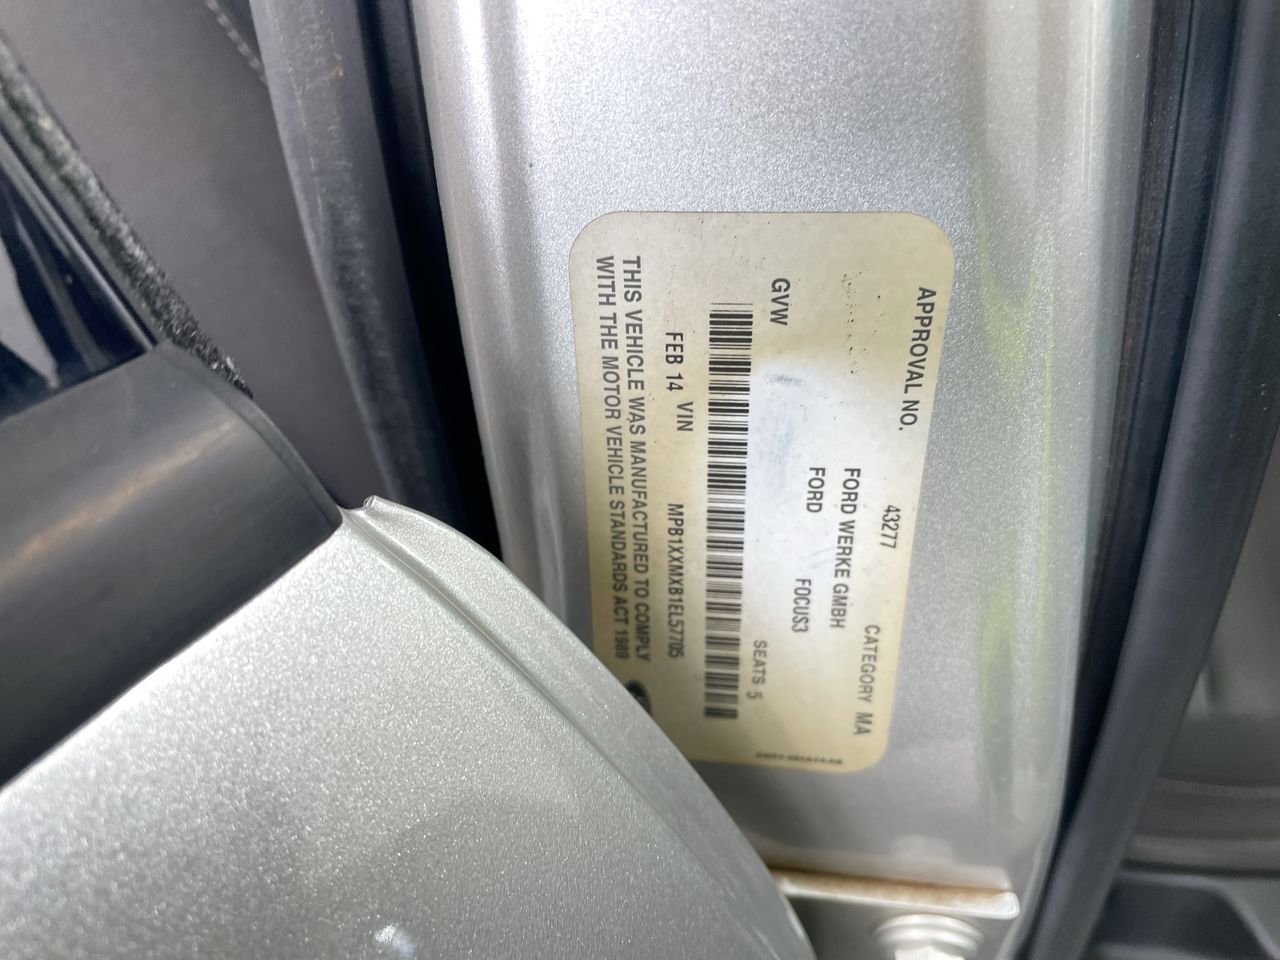 APPROVAL NO. 43277 CATEGORY MA
FORD WERKE GMBH
FORD FOCUS3
GVW SEATS 5
FEB 14 VIN MPB1XXMXB1EL57705
THIS VEHICLE WAS MANUFACTURED TO COMPLY
WITH THE MOTOR VEHICLE STANDARDS ACT 1989